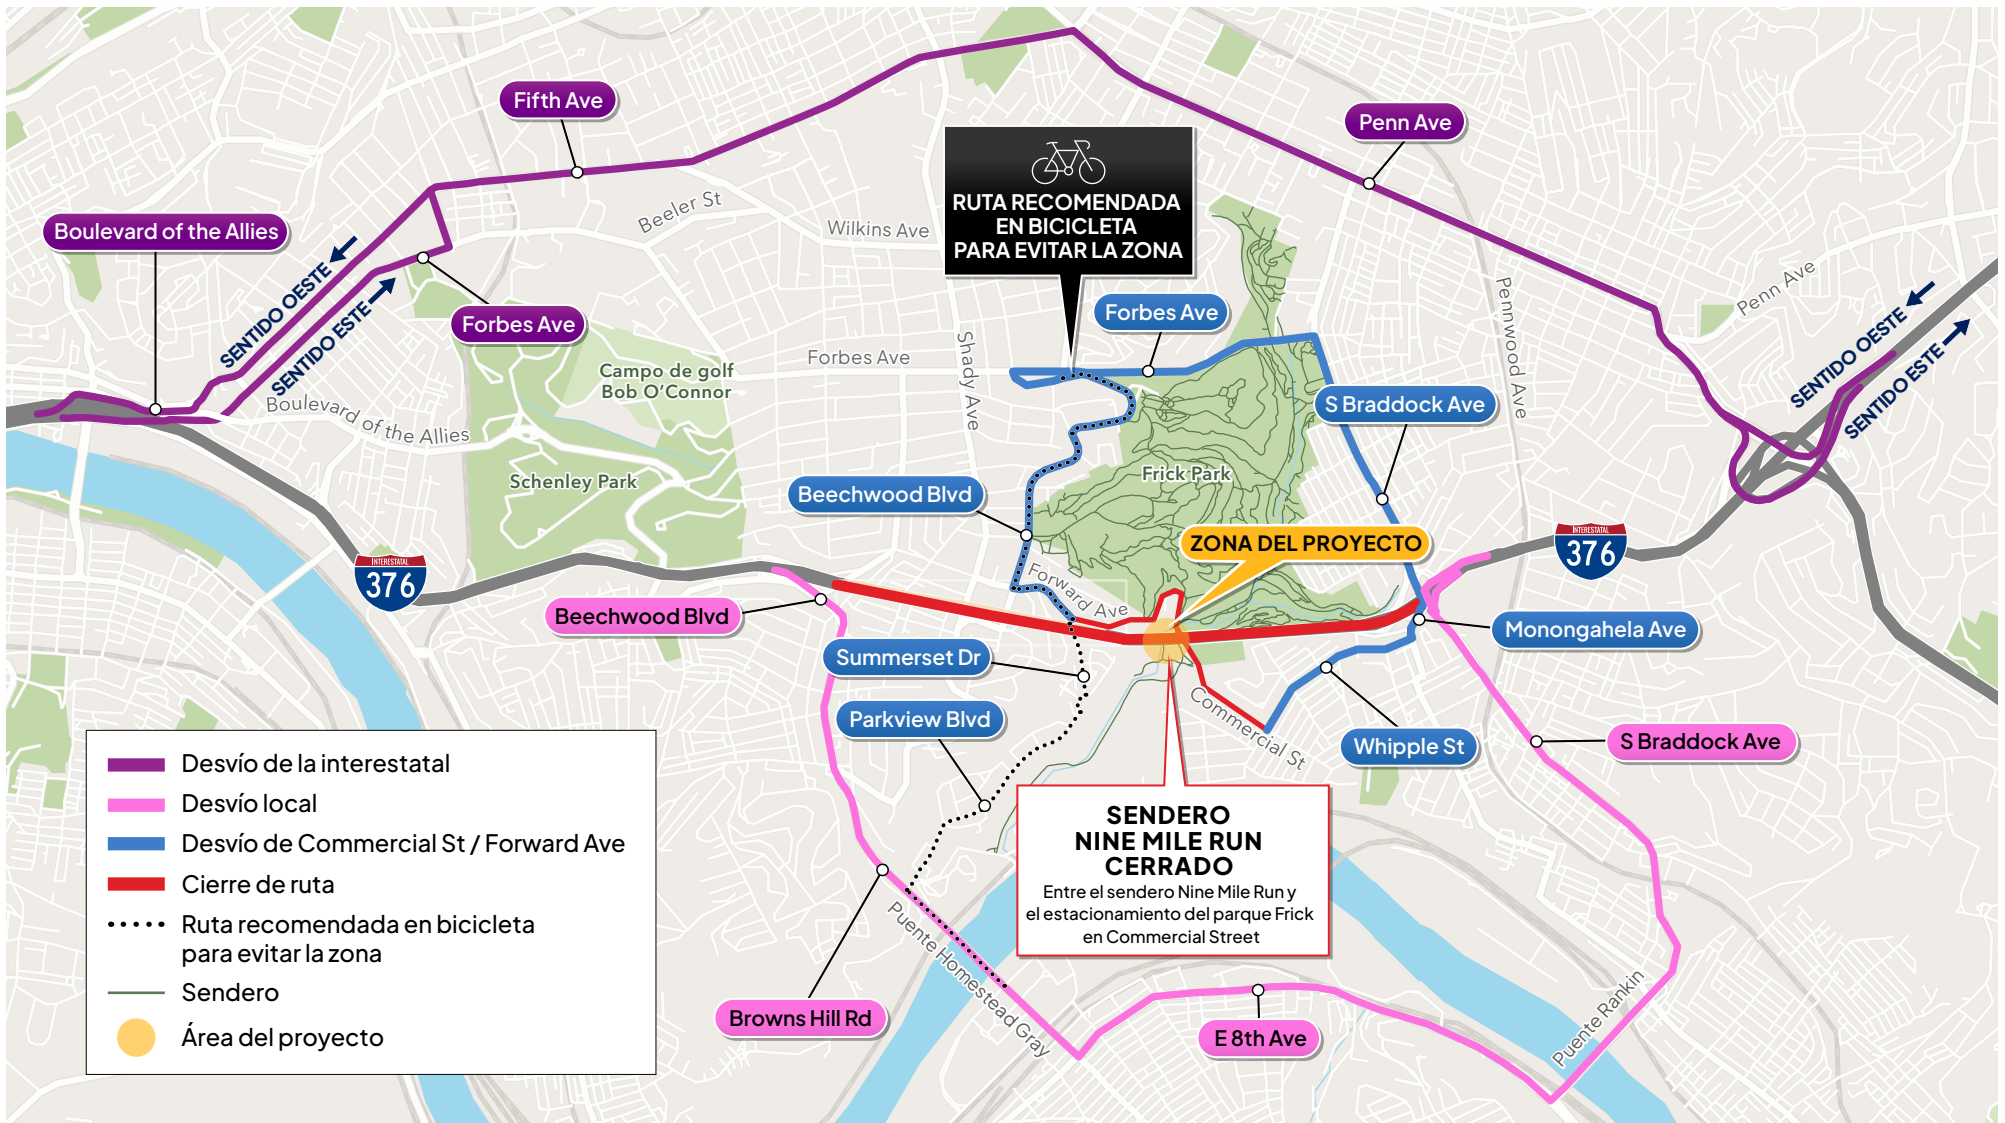 Fifth Ave
Penn Ave
RUTA RECOMENDADA
EN BICICLETA
PARA EVITAR LA ZONA
Beeler St
Wilkins Ave
Boulevard of the Allies
SENTIDO OESTE
SENTIDO ESTE
Forbes Ave
Forbes Ave
Penn Ave
Pennwood Ave
SENTIDO OESTE
SENTIDO ESTE
Shady Ave
Forbes Ave
Campo de golf
Bob O'Connor
Boulevard of the Allies
S Braddock Ave
Schenley Park
Frick Park
Beechwood Blvd
ZONA DEL PROYECTO
INTERESTATAL
376
INTERESTATAL
376
Forward Ave
Beechwood Blvd
Monongahela Ave
Summerset Dr
Parkview Blvd
Commercial St
Whipple St
S Braddock Ave
Desvío de la interestatal
Desvío local
Desvío de Commercial St / Forward Ave
Cierre de ruta
Ruta recomendada en bicicleta
para evitar la zona
Sendero
Área del proyecto
SENDERO
NINE MILE RUN
CERRADO
Entre el sendero Nine Mile Run y
el estacionamiento del parque Frick
en Commercial Street
Puente Homestead Gray
Puente Rankin
Browns Hill Rd
E 8th Ave